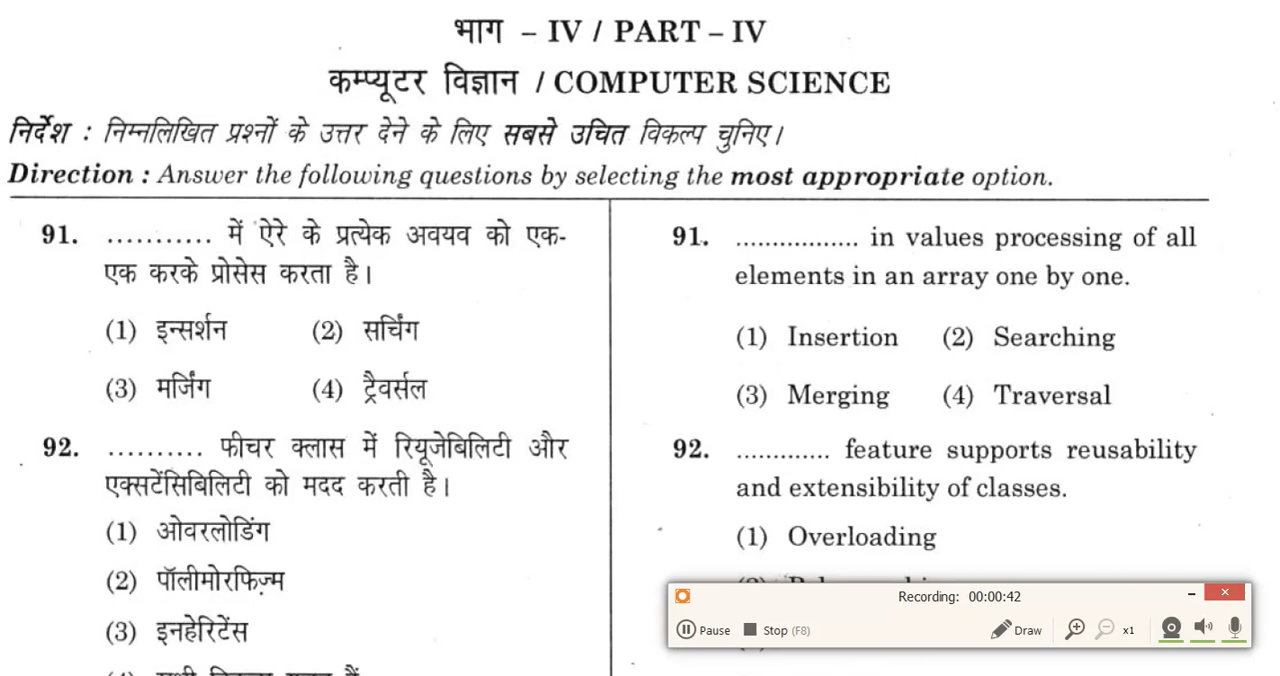 भाग – IV / PART – IV
कम्प्यूटर विज्ञान / COMPUTER SCIENCE
निर्देश : निम्नलिखित प्रश्नों के उत्तर देने के लिए सबसे उचित विकल्प चुनिए।
Direction : Answer the following questions by selecting the most appropriate option.
91. ........... में ऐरे के प्रत्येक अवयव को एक-
एक करके प्रोसेस करता है।
(1) इन्सर्शन (2) सर्चिंग
(3) मर्जिंग (4) ट्रैवर्सल
92. .......... फीचर क्लास में रियूजेबिलिटी और
एक्सटेंसिबिलिटी को मदद करती है।
(1) ओवरलोडिंग
(2) पॉलीमोरफिज़्म
(3) इनहेरिटेंस
91. ................. in values processing of all
elements in an array one by one.
(1) Insertion (2) Searching
(3) Merging (4) Traversal
92. ............. feature supports reusability
and extensibility of classes.
(1) Overloading
Recording: 00:00:42
Pause Stop (F8) Draw x1